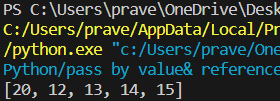 PS C:\Users\prave\OneDrive\Desk
C:/Users/prave/AppData/Local/Pr
/python.exe "c:/users/prave/One
Python/pass by value& reference
[20, 12, 13, 14, 15]